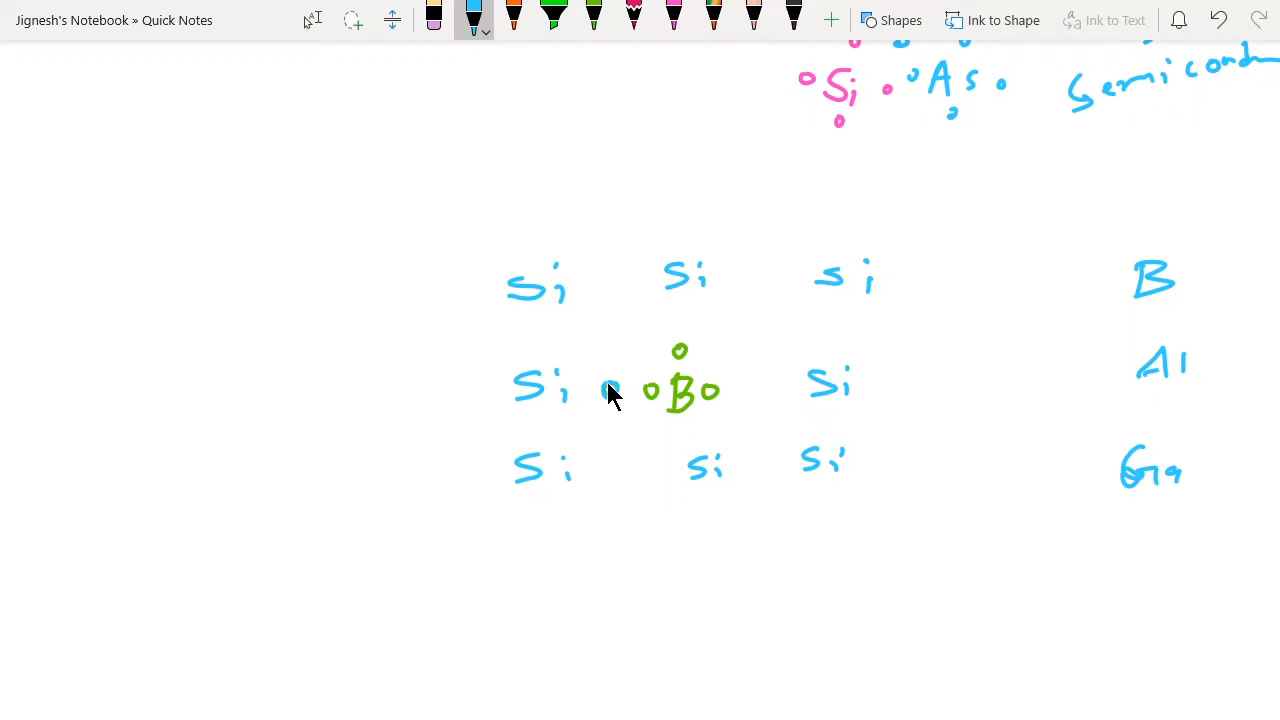 Jignesh's Notebook » Quick Notes Shapes Ink to Shape Ink to Text
Si As Semicondu
Si Si Si B
Si B Si Al
Si Si Si Ga